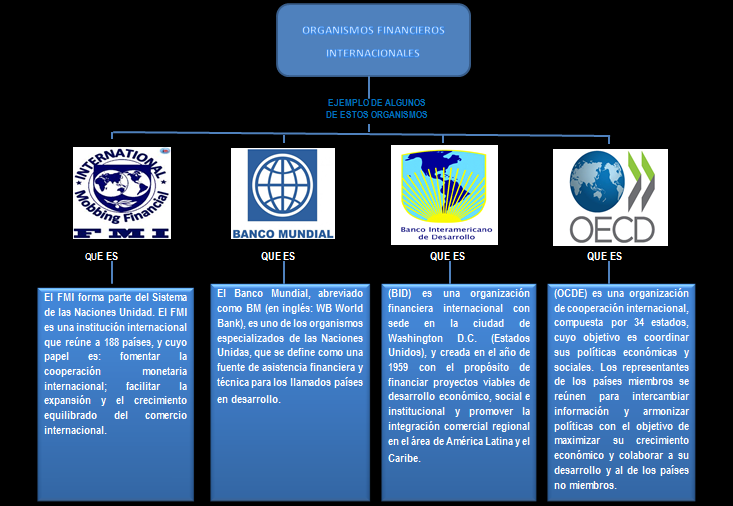 ORGANISMOS FINANCIEROS
INTERNACIONALES
EJEMPLO DE ALGUNOS
DE ESTOS ORGANISMOS
INTERNATIONAL
Mobbing Financial
FMI
BANCO MUNDIAL
Banco Interamericano
de Desarrollo
OECD
QUE ES
QUE ES
QUE ES
QUE ES
El FMI forma parte del Sistema
de las Naciones Unidad. El FMI
es una institución internacional
que reúne a 188 países, y cuyo
papel es: fomentar la
cooperación monetaria
internacional; facilitar la
expansión y el crecimiento
equilibrado del comercio
internacional.
El Banco Mundial, abreviado
como BM (en inglés: WB World
Bank), es uno de los organismos
especializados de las Naciones
Unidas, que se define como una
fuente de asistencia financiera y
técnica para los llamados países
en desarrollo.
(BID) es una organización
financiera internacional con
sede en la ciudad de
Washington D.C. (Estados
Unidos), y creada en el año de
1959 con el propósito de
financiar proyectos viables de
desarrollo económico, social e
institucional y promover la
integración comercial regional
en el área de América Latina y el
Caribe.
(OCDE) es una organización
de cooperación internacional,
compuesta por 34 estados,
cuyo objetivo es coordinar
sus políticas económicas y
sociales. Los representantes
de los países miembros se
reúnen para intercambiar
información y armonizar
políticas con el objetivo de
maximizar su crecimiento
económico y colaborar a su
desarrollo y al de los países
no miembros.